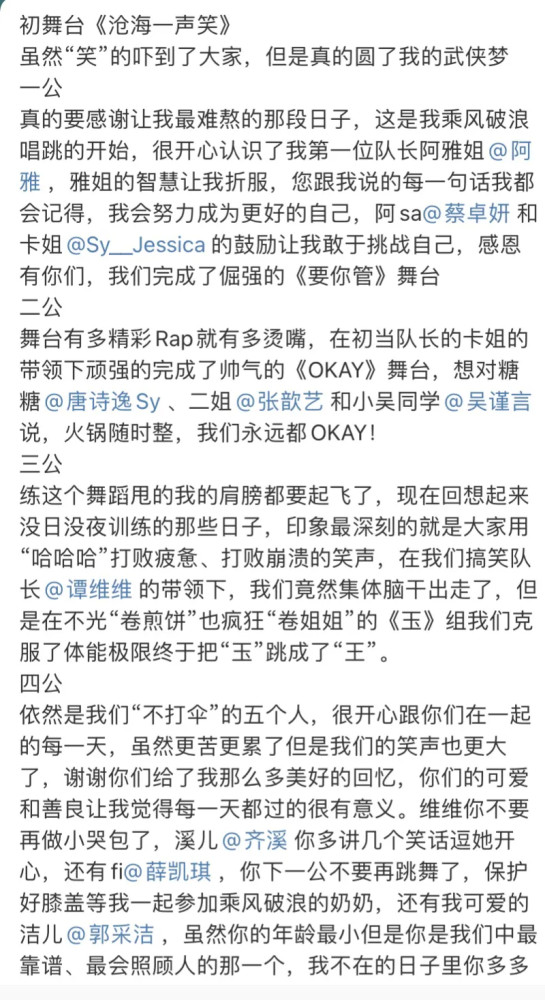 初舞台《沧海一声笑》
虽然“笑”的吓到了大家，但是真的圆了我的武侠梦
一公
真的要感谢让我最难熬的那段日子，这是我乘风破浪
唱跳的开始，很开心认识了我第一位队长阿雅姐@阿
雅 ，雅姐的智慧让我折服，您跟我说的每一句话我都
会记得，我会努力成为更好的自己，阿sa@蔡卓妍 和
卡姐@Sy__Jessica 的鼓励让我敢于挑战自己，感恩
有你们，我们完成了倔强的《要你管》舞台
二公
舞台有多精彩Rap就有多烫嘴，在初当队长的卡姐的
带领下顽强的完成了帅气的《OKAY》舞台，想对糖
糖@唐诗逸Sy 、二姐@张歆艺 和小吴同学@吴谨言
说，火锅随时整，我们永远都OKAY！
三公
练这个舞蹈甩的我的肩膀都要起飞了，现在回想起来
没日没夜训练的那些日子，印象最深刻的就是大家用
“哈哈哈”打败疲惫、打败崩溃的笑声，在我们搞笑队
长@谭维维 的带领下，我们竟然集体脑干出走了，但
是在不光“卷煎饼”也疯狂“卷姐姐”的《玉》组我们克
服了体能极限终于把“玉”跳成了“王”。
四公
依然是我们“不打伞”的五个人，很开心跟你们在一起
的每一天，虽然更苦更累了但是我们的笑声也更大
了，谢谢你们给了我那么多美好的回忆，你们的可爱
和善良让我觉得每一天都过的很有意义。维维你不要
再做小哭包了，溪儿@齐溪 你多讲几个笑话逗她开
心，还有fi@薛凯琪 ，你下一公不要再跳舞了，保护
好膝盖等我一起参加乘风破浪的奶奶，还有我可爱的
洁儿@郭采洁 ，虽然你的年龄最小但是你是我们中最
靠谱、最会照顾人的那一个，我不在的日子里你多多